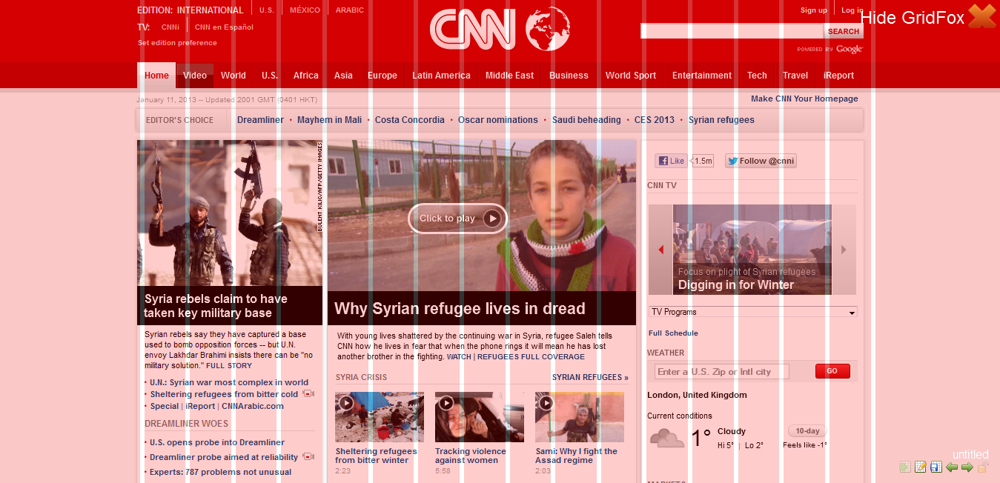 EDITION: INTERNATIONAL U.S. MÉXICO ARABIC
TV: CNNi CNN en Español
Set edition preference
CNN
Sign up Log in
Hide GridFox
SEARCH
POWERED BY Google
Home Video World U.S. Africa Asia Europe Latin America Middle East Business World Sport Entertainment Tech Travel iReport
January 11, 2013 -- Updated 2001 GMT (0401 HKT)
Make CNN Your Homepage
EDITOR'S CHOICE Dreamliner • Mayhem in Mali • Costa Concordia • Oscar nominations • Saudi beheading • CES 2013 • Syrian refugees
BULENT KILIC/AFP/GETTY IMAGES
Syria rebels claim to have
taken key military base
Syrian rebels say they have captured a base
used to bomb opposition forces -- but U.N.
envoy Lakhdar Brahimi insists there can be "no
military solution." FULL STORY
• U.N.: Syrian war most complex in world
• Sheltering refugees from bitter cold
• Special | iReport | CNNArabic.com
DREAMLINER WOES
• U.S. opens probe into Dreamliner
• Dreamliner probe aimed at reliability
• Experts: 787 problems not unusual
Click to play
Why Syrian refugee lives in dread
With young lives shattered by the continuing war in Syria, refugee Saleh tells
CNN how he lives in fear that when the phone rings it will mean he has lost
another brother in the fighting. WATCH | REFUGEES FULL COVERAGE
SYRIA CRISIS SYRIAN REFUGEES »
Sheltering refugees
from bitter winter
2:23
Tracking violence
against women
5:58
Sami: Why I fight the
Assad regime
2:03
Like 1.5m Follow @cnni
CNN TV
Focus on plight of Syrian refugees
Digging in for Winter
TV Programs
Full Schedule
WEATHER
Enter a U.S. Zip or Intl city GO
London, United Kingdom
Current conditions
1° Cloudy 10-day
Hi 5° | Lo 2° Feels like -1°
MARKETS
untitled